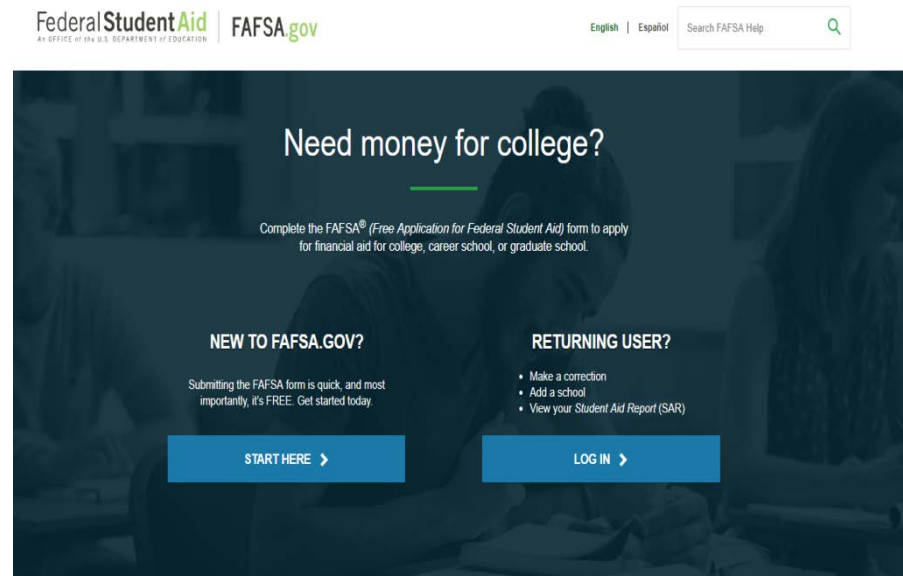 Federal Student Aid
An OFFICE of the U.S. DEPARTMENT of EDUCATION
FAFSA.gov
English | Español
Search FAFSA Help
Need money for college?
Complete the FAFSA® (Free Application for Federal Student Aid) form to apply
for financial aid for college, career school, or graduate school.
NEW TO FAFSA.GOV?
Submitting the FAFSA form is quick, and most
importantly, it's FREE. Get started today.
START HERE
RETURNING USER?
• Make a correction
• Add a school
• View your Student Aid Report (SAR)
LOG IN